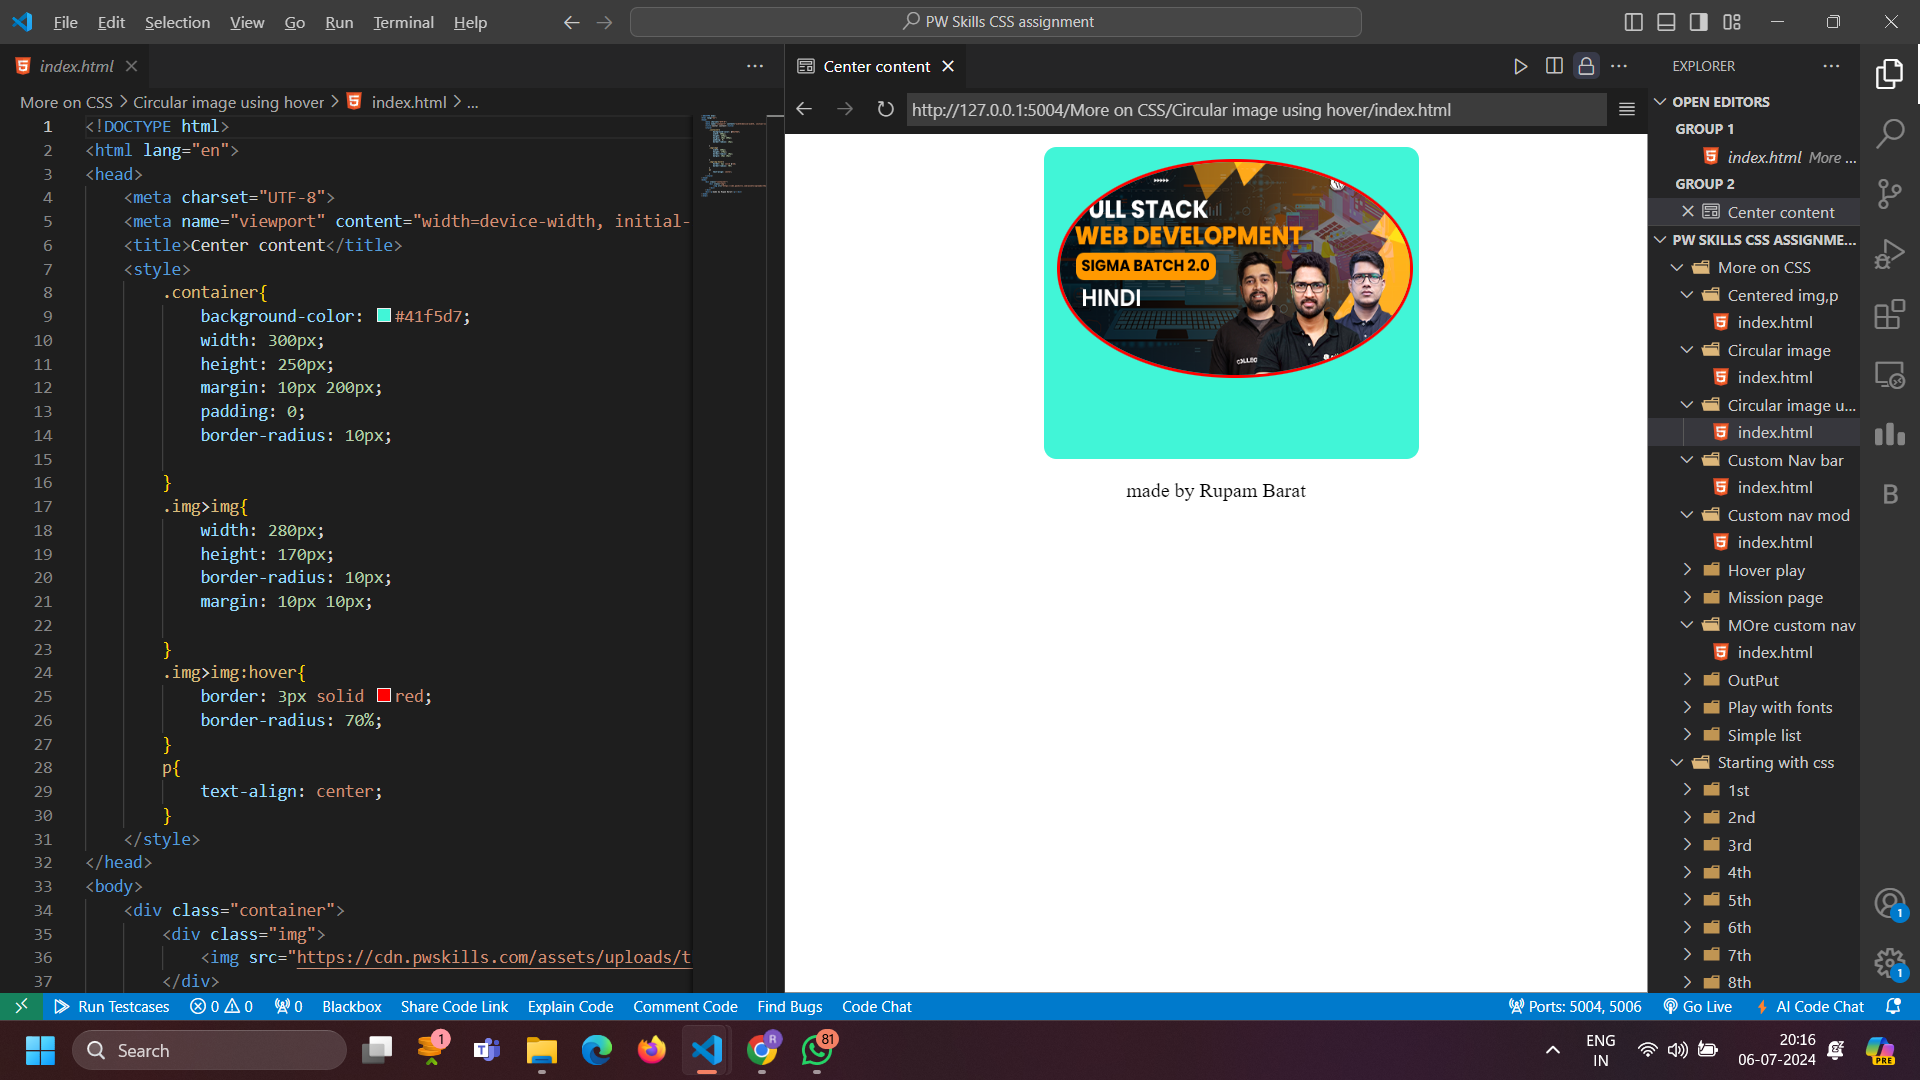 File Edit Selection View Go Run Terminal Help
PW Skills CSS assignment
index.html
More on CSS > Circular image using hover > index.html > ...
1 <!DOCTYPE html>
2 <html lang="en">
3 <head>
4 <meta charset="UTF-8">
5 <meta name="viewport" content="width=device-width, initial-
6 <title>Center content</title>
7 <style>
8 .container{
9 background-color: #41f5d7;
10 width: 300px;
11 height: 250px;
12 margin: 10px 200px;
13 padding: 0;
14 border-radius: 10px;
15
16 }
17 .img>img{
18 width: 280px;
19 height: 170px;
20 border-radius: 10px;
21 margin: 10px 10px;
22
23 }
24 .img>img:hover{
25 border: 3px solid red;
26 border-radius: 70%;
27 }
28 p{
29 text-align: center;
30 }
31 </style>
32 </head>
33 <body>
34 <div class="container">
35 <div class="img">
36 <img src="https://cdn.pwskills.com/assets/uploads/t
37 </div>
Center content
http://127.0.0.1:5004/More on CSS/Circular image using hover/index.html
ULL STACK
WEB DEVELOPMENT
SIGMA BATCH 2.0
HINDI
made by Rupam Barat
EXPLORER
OPEN EDITORS
GROUP 1
index.html More ...
GROUP 2
Center content
PW SKILLS CSS ASSIGNME...
More on CSS
Centered img,p
index.html
Circular image
index.html
Circular image u...
index.html
Custom Nav bar
index.html
Custom nav mod
index.html
Hover play
Mission page
MOre custom nav
index.html
OutPut
Play with fonts
Simple list
Starting with css
1st
2nd
3rd
4th
5th
6th
7th
8th
B
1
1
Run Testcases 0 0 0 Blackbox Share Code Link Explain Code Comment Code Find Bugs Code Chat
Ports: 5004, 5006 Go Live AI Code Chat
Search
1
R
81
ENG
IN
20:16
06-07-2024
PRE